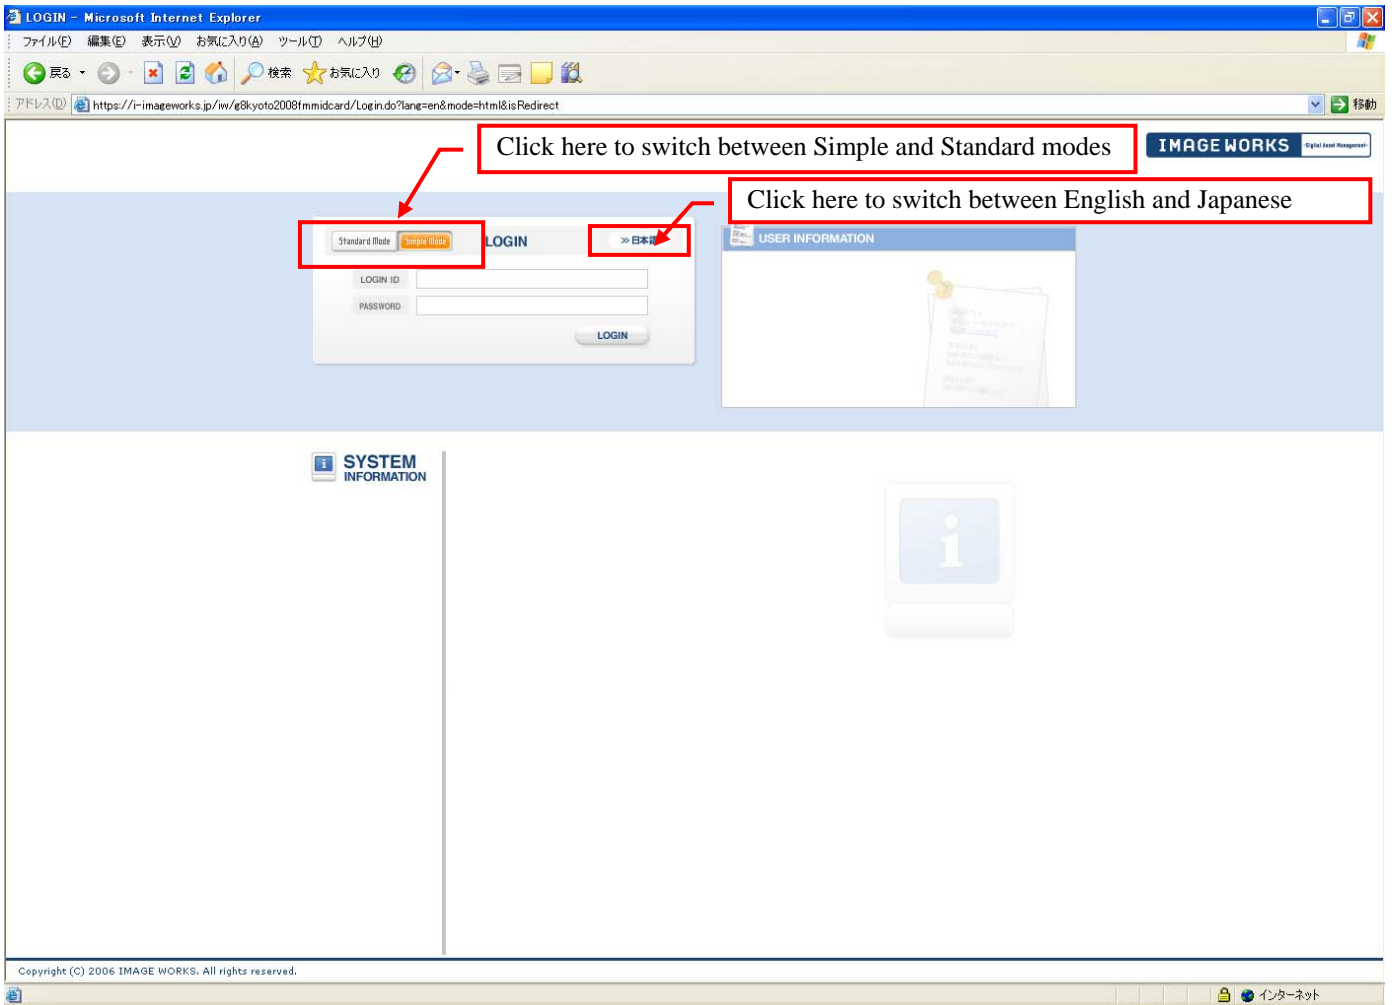 LOGIN - Microsoft Internet Explorer
ファイル(F) 編集(E) 表示(V) お気に入り(A) ツール(T) ヘルプ(H)
戻る 検索 お気に入り
アドレス(D) https://i-imageworks.jp/iw/g8kyoto2008fmmidcard/Login.do?lang=en&mode=html&isRedirect 移動
Click here to switch between Simple and Standard modes
IMAGE WORKS -Digital Asset Management-
Click here to switch between English and Japanese
Standard Mode Simple Mode LOGIN >> 日本語
USER INFORMATION
LOGIN ID
PASSWORD
LOGIN
SYSTEM
INFORMATION
Copyright (C) 2006 IMAGE WORKS. All rights reserved.
インターネット